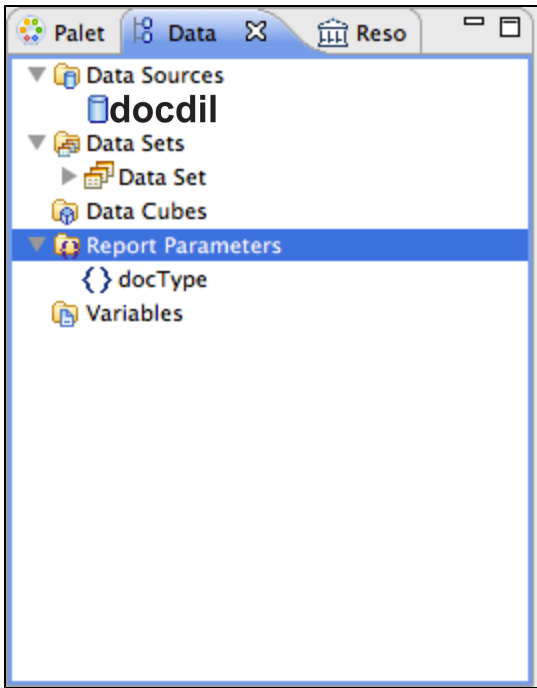 Palet Data Reso
Data Sources
docdil
Data Sets
Data Set
Data Cubes
Report Parameters
{} docType
Variables